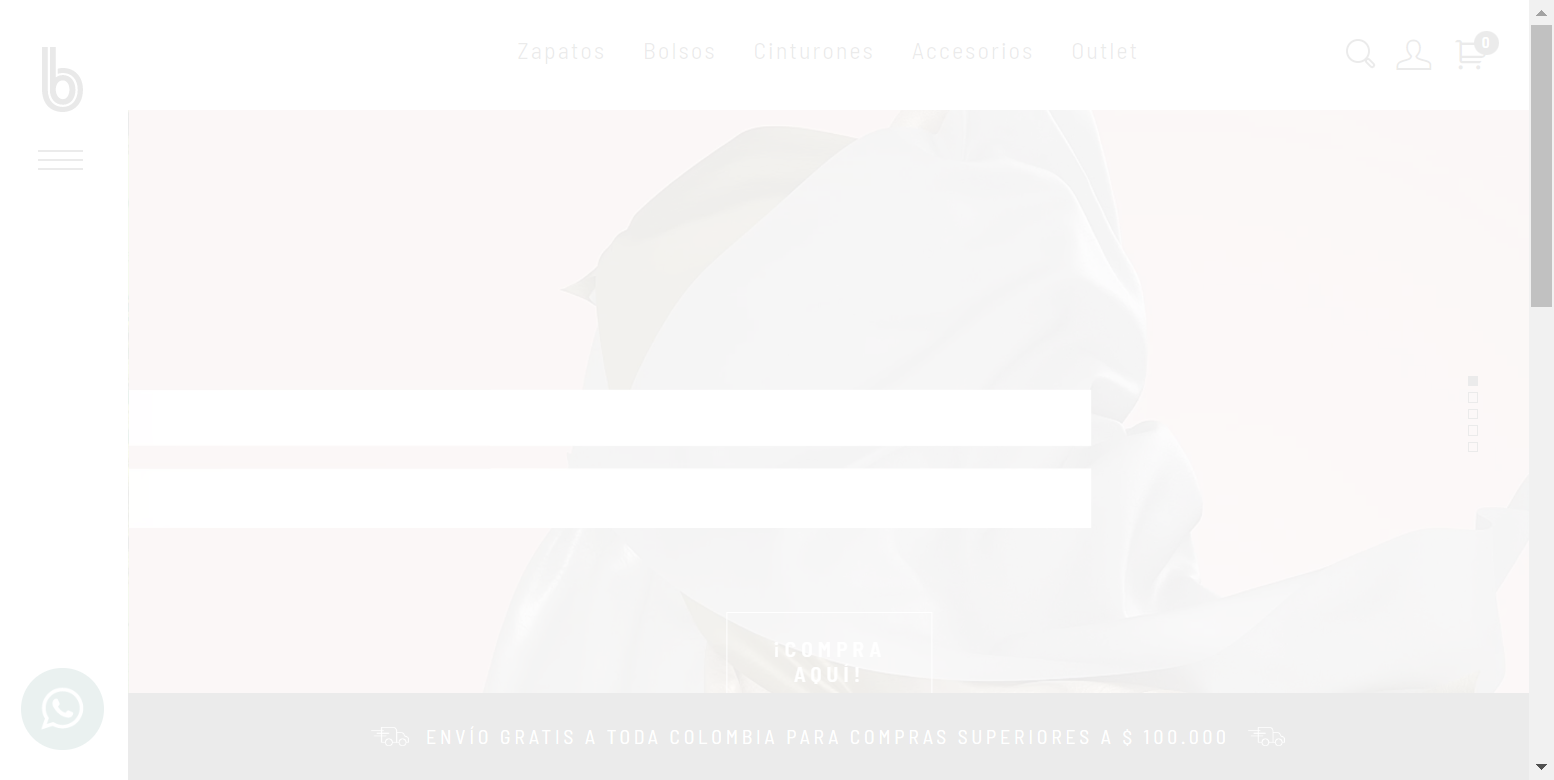 b
Zapatos Bolsos Cinturones Accesorios Outlet
0
¡COMPRA
AQUÍ!
ENVÍO GRATIS A TODA COLOMBIA PARA COMPRAS SUPERIORES A $ 100.000